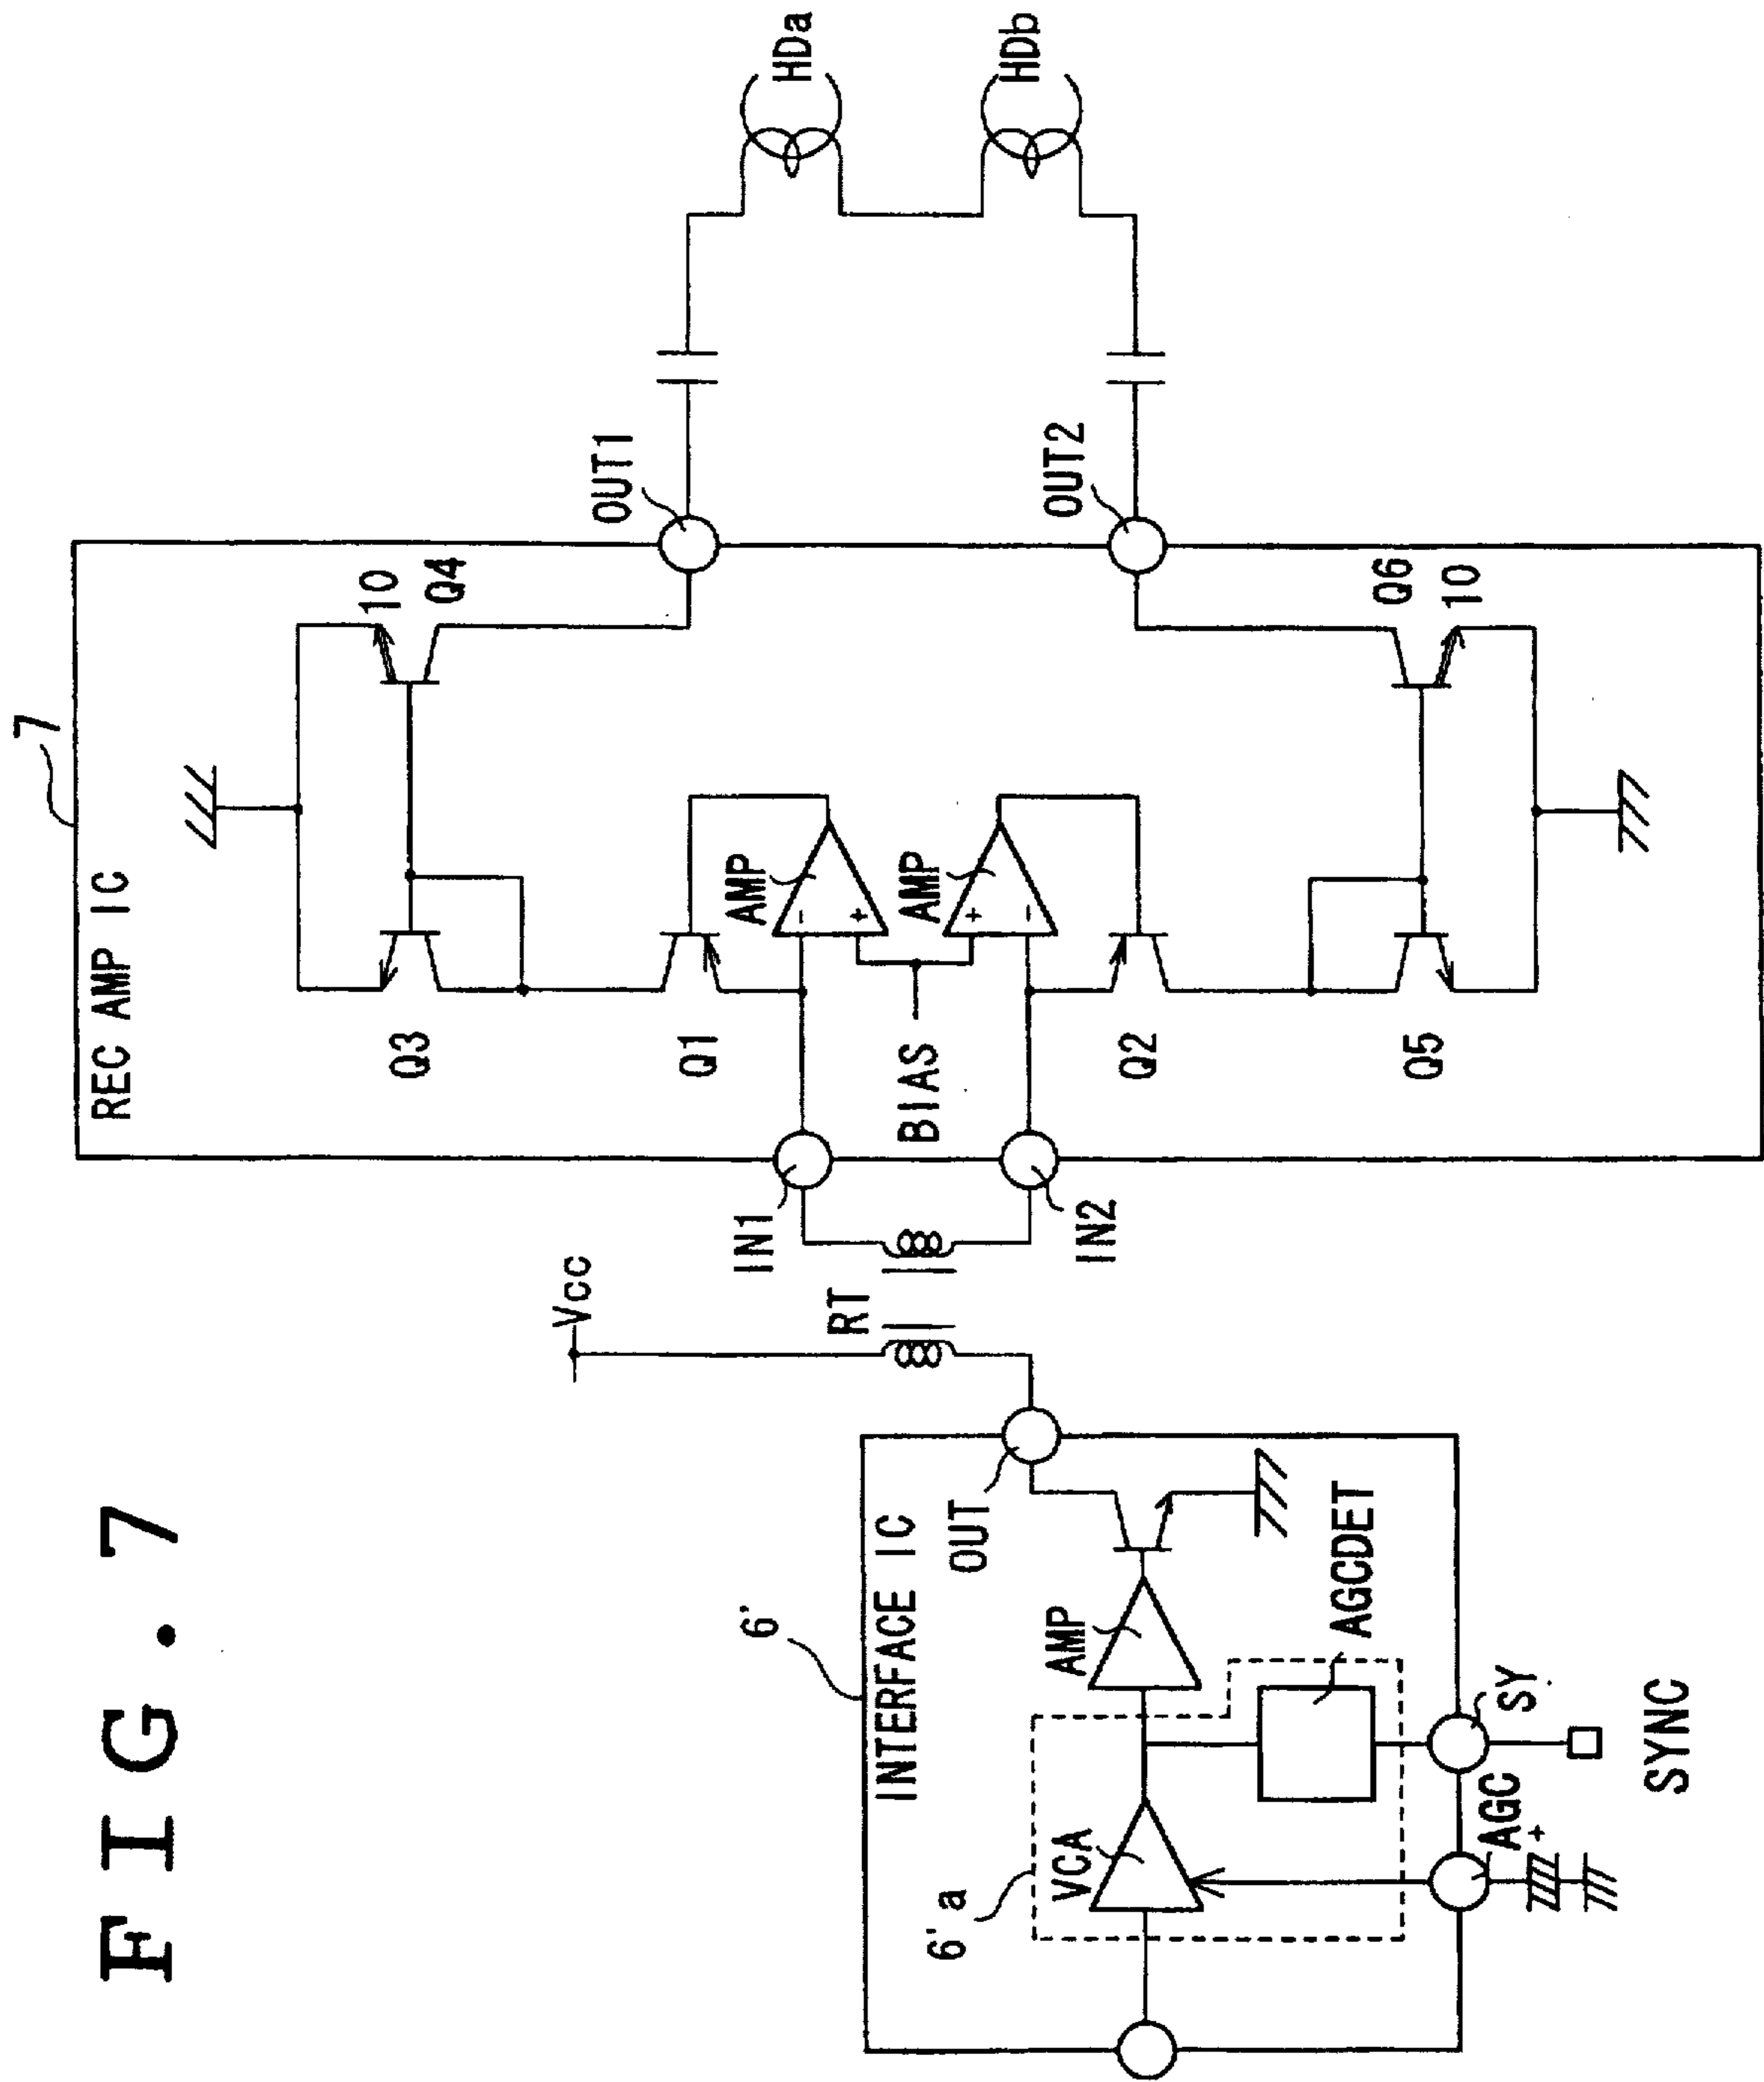 FIG. 7
7
REC AMP IC
10
Q4
Q3
Q1
AMP
-
+
BIAS
AMP
+
-
Q2
Q5
Q6
10
OUT1
OUT2
HDa
HDb
IN1
IN2
Vcc
RT
6'
INTERFACE IC
OUT
AMP
6'a
VCA
AGCDET
AGC
+
SY
SYNC